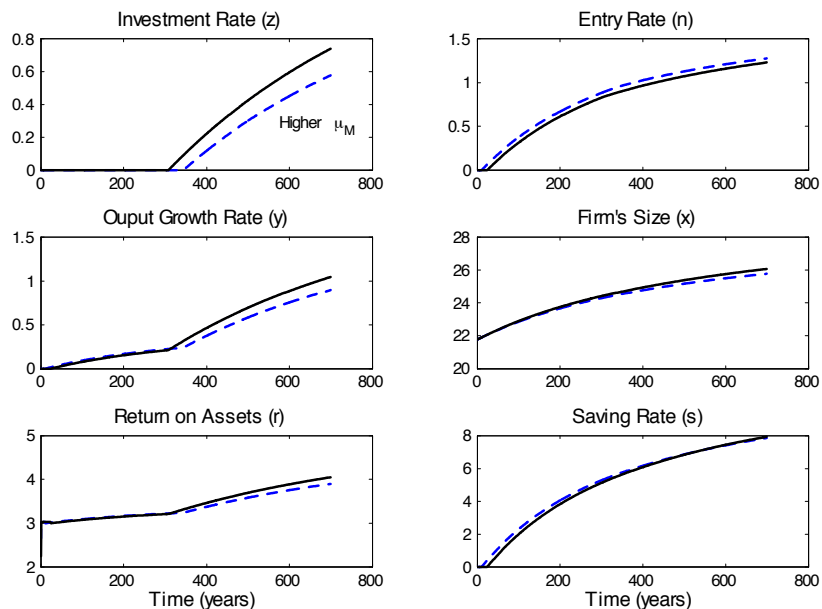 Investment Rate (z)
0.8
0.6
0.4
0.2
0
0 200 400 600 800
Higher μM
Entry Rate (n)
1.5
1
0.5
0
0 200 400 600 800
Ouput Growth Rate (y)
1.5
1
0.5
0
0 200 400 600 800
Firm's Size (x)
28
26
24
22
20
0 200 400 600 800
Return on Assets (r)
5
4
3
2
0 200 400 600 800
Time (years)
Saving Rate (s)
8
6
4
2
0
0 200 400 600 800
Time (years)